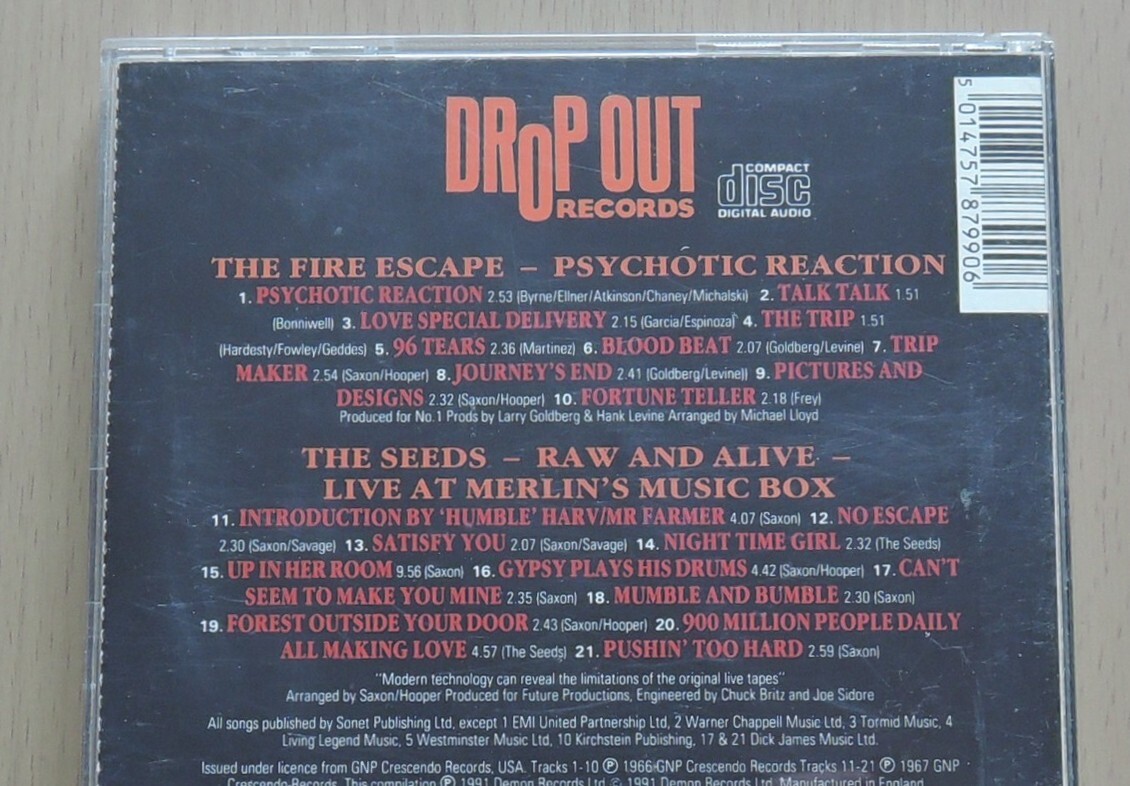 DROP OUT
RECORDS
COMPACT
disc
DIGITAL AUDIO
5 014757 879906
THE FIRE ESCAPE – PSYCHOTIC REACTION
1. PSYCHOTIC REACTION 2.53 (Byrne/Ellner/Atkinson/Chaney/Michalski) 2. TALK TALK 1.51
(Bonniwell) 3. LOVE SPECIAL DELIVERY 2.15 (Garcia/Espinoza) 4. THE TRIP 1.51
(Hardesty/Fowley/Geddes) 5. 96 TEARS 2.36 (Martinez) 6. BLOOD BEAT 2.07 (Goldberg/Levine) 7. TRIP
MAKER 2.54 (Saxon/Hooper) 8. JOURNEY'S END 2.41 (Goldberg/Levine)) 9. PICTURES AND
DESIGNS 2.32 (Saxon/Hooper) 10. FORTUNE TELLER 2.18 (Frey)
Produced for No.1 Prods by Larry Goldberg & Hank Levine Arranged by Michael Lloyd
THE SEEDS – RAW AND ALIVE –
LIVE AT MERLIN'S MUSIC BOX
11. INTRODUCTION BY 'HUMBLE' HARV/MR FARMER 4.07 (Saxon) 12. NO ESCAPE
2.30 (Saxon/Savage) 13. SATISFY YOU 2.07 (Saxon/Savage) 14. NIGHT TIME GIRL 2.32 (The Seeds)
15. UP IN HER ROOM 9.56 (Saxon) 16. GYPSY PLAYS HIS DRUMS 4.42 (Saxon/Hooper) 17. CAN'T
SEEM TO MAKE YOU MINE 2.35 (Saxon) 18. MUMBLE AND BUMBLE 2.30 (Saxon)
19. FOREST OUTSIDE YOUR DOOR 2.43 (Saxon/Hooper) 20. 900 MILLION PEOPLE DAILY
ALL MAKING LOVE 4.57 (The Seeds) 21. PUSHIN' TOO HARD 2.59 (Saxon)
"Modern technology can reveal the limitations of the original live tapes"
Arranged by Saxon/Hooper Produced for Future Productions, Engineered by Chuck Britz and Joe Sidore
All songs published by Sonet Publishing Ltd, except 1 EMI United Partnership Ltd, 2 Warner Chappell Music Ltd, 3 Tormid Music, 4
Living Legend Music, 5 Westminster Music Ltd, 10 Kirchstein Publishing, 17 & 21 Dick James Music Ltd.
Issued under licence from GNP Crescendo Records, USA. Tracks 1-10 ℗ 1966 GNP Crescendo Records Tracks 11-21 ℗ 1967 GNP
Crescendo Records. This compilation ℗ 1991 Demon Records Ltd © 1991 Demon Records Ltd. Manufactured in England